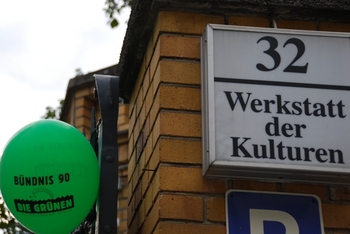 32
Werkstatt
der
Kulturen
BÜNDNIS 90
DIE GRÜNEN
P